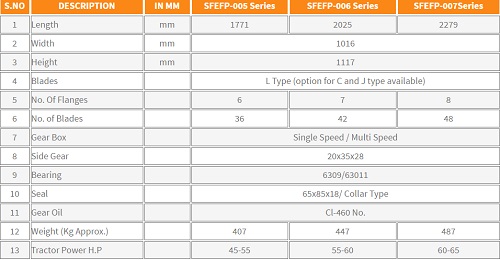 S.NO DESCRIPTION IN MM SFEFP-005 Series SFEFP-006 Series SFEFP-007Series
1 Length mm 1771 2025 2279
2 Width mm 1016
3 Height mm 1117
4 Blades L Type (option for C and J type available)
5 No. Of Flanges 6 7 8
6 No. of Blades 36 42 48
7 Gear Box Single Speed / Multi Speed
8 Side Gear 20x35x28
9 Bearing 6309/63011
10 Seal 65x85x18/ Collar Type
11 Gear Oil Cl-460 No.
12 Weight (Kg Approx.) 407 447 487
13 Tractor Power H.P 45-55 55-60 60-65